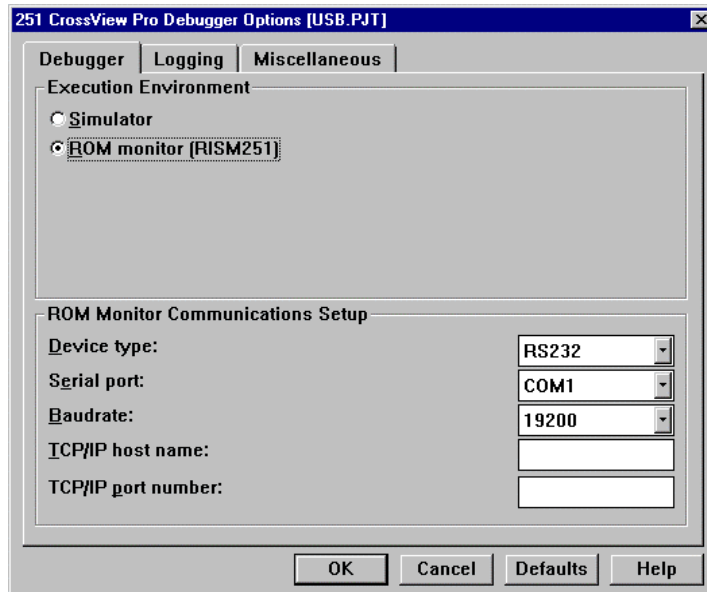 251 CrossView Pro Debugger Options [USB.PJT]
Debugger Logging Miscellaneous
Execution Environment
Simulator
ROM monitor (RISM251)
ROM Monitor Communications Setup
Device type: RS232
Serial port: COM1
Baudrate: 19200
TCP/IP host name:
TCP/IP port number:
OK Cancel Defaults Help